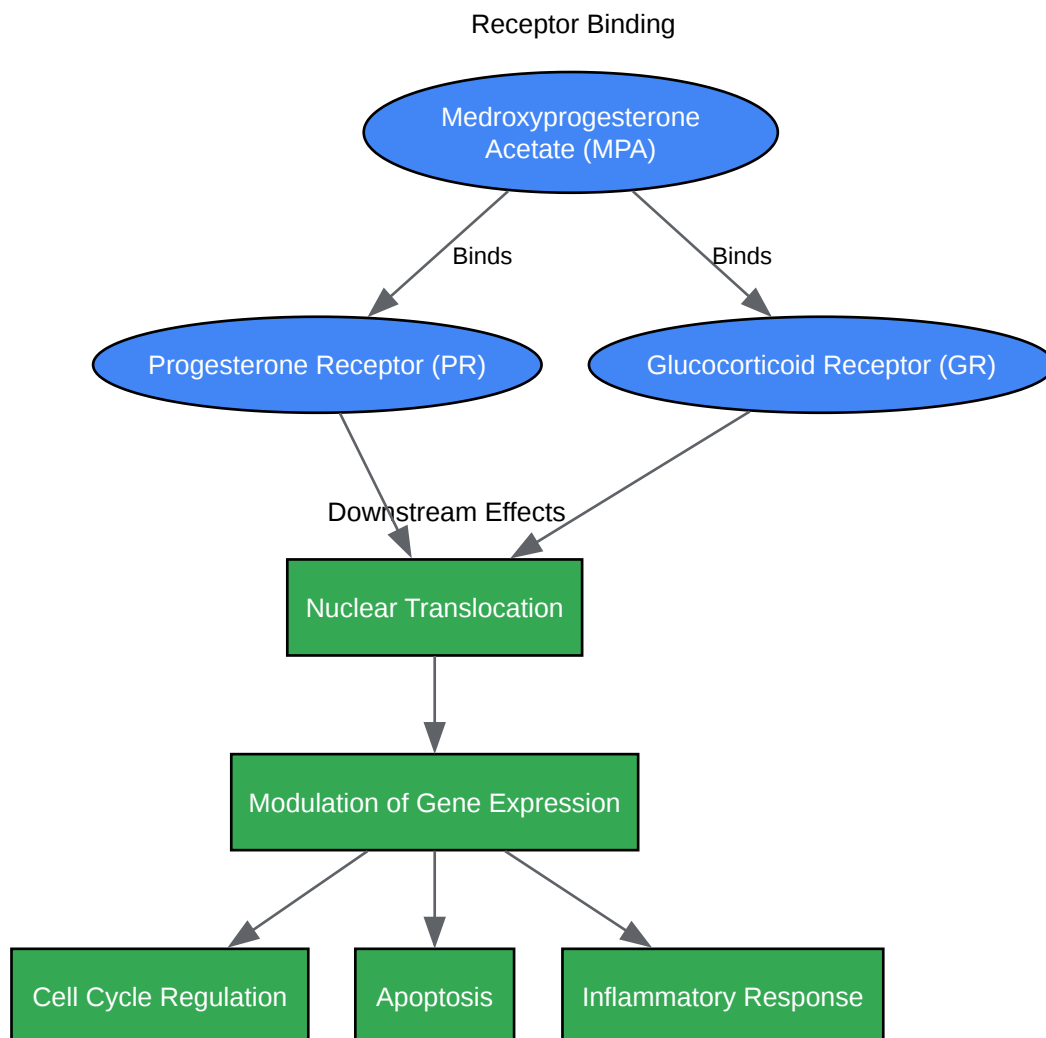 Receptor Binding
Medroxyprogesterone
Acetate (MPA)
Binds
Binds
Progesterone Receptor (PR)
Glucocorticoid Receptor (GR)
Downstream Effects
Nuclear Translocation
Modulation of Gene Expression
Cell Cycle Regulation
Apoptosis
Inflammatory Response